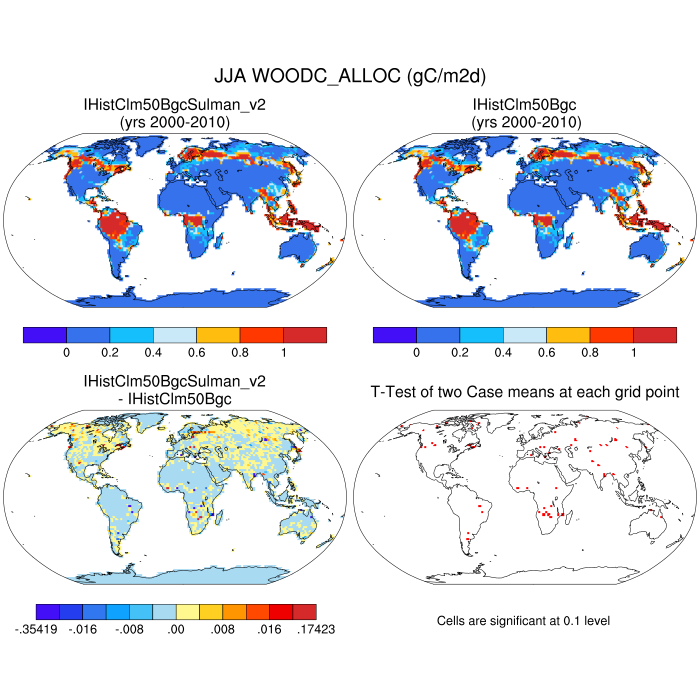 JJA WOODC_ALLOC (gC/m2d)
IHistClm50BgcSulman_v2
(yrs 2000-2010)
IHistClm50Bgc
(yrs 2000-2010)
0 0.2 0.4 0.6 0.8 1
0 0.2 0.4 0.6 0.8 1
IHistClm50BgcSulman_v2
- IHistClm50Bgc
T-Test of two Case means at each grid point
-.35419 -.016 -.008 .00 .008 .016 .17423
Cells are significant at 0.1 level